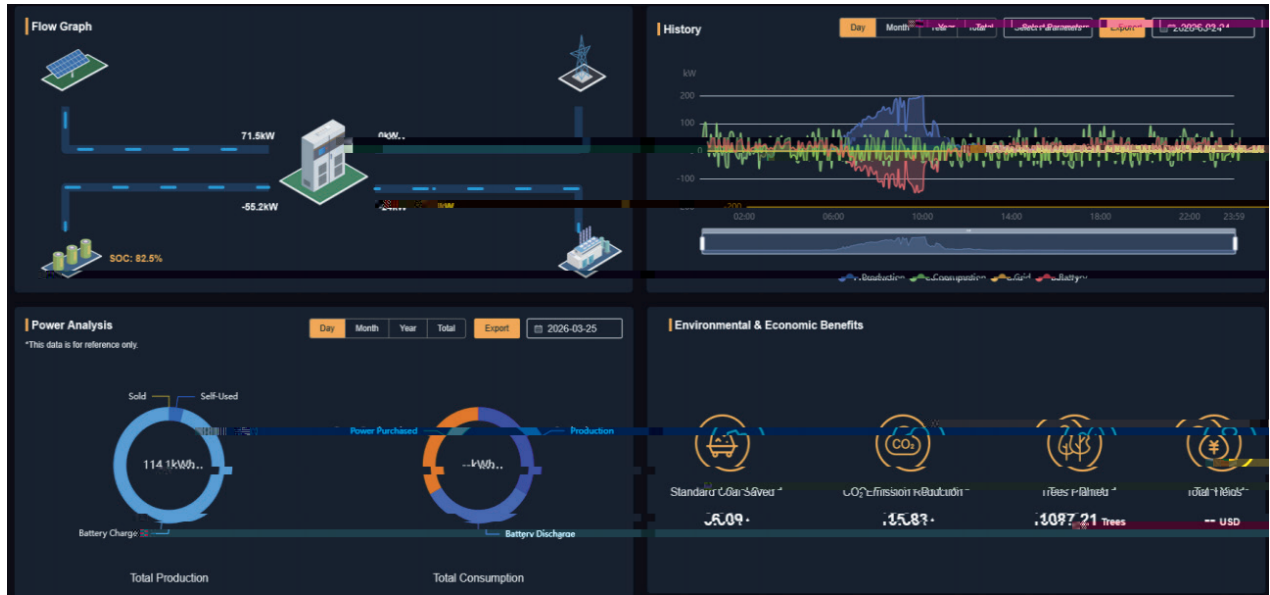 Flow Graph
71.5kW
0kW
-55.2kW
SOC: 82.5%
History
Day Month Total Select Parameters Export
kW
200
100
0
-100
-200
02:00 06:00 10:00 14:00 18:00 22:00 23:59
Production Consumption Grid Battery
Power Analysis
*This data is for reference only.
Day Month Year Total Export 2026-03-25
Sold Self-Used
114.1kWh
Battery Charge
Total Production
Power Purchased Production
--kWh
Battery Discharge
Total Consumption
Environmental & Economic Benefits
CO₂
¥
Standard Coal Saved CO₂ Emission Reduction Trees Planted Total Yields
Trees -- USD